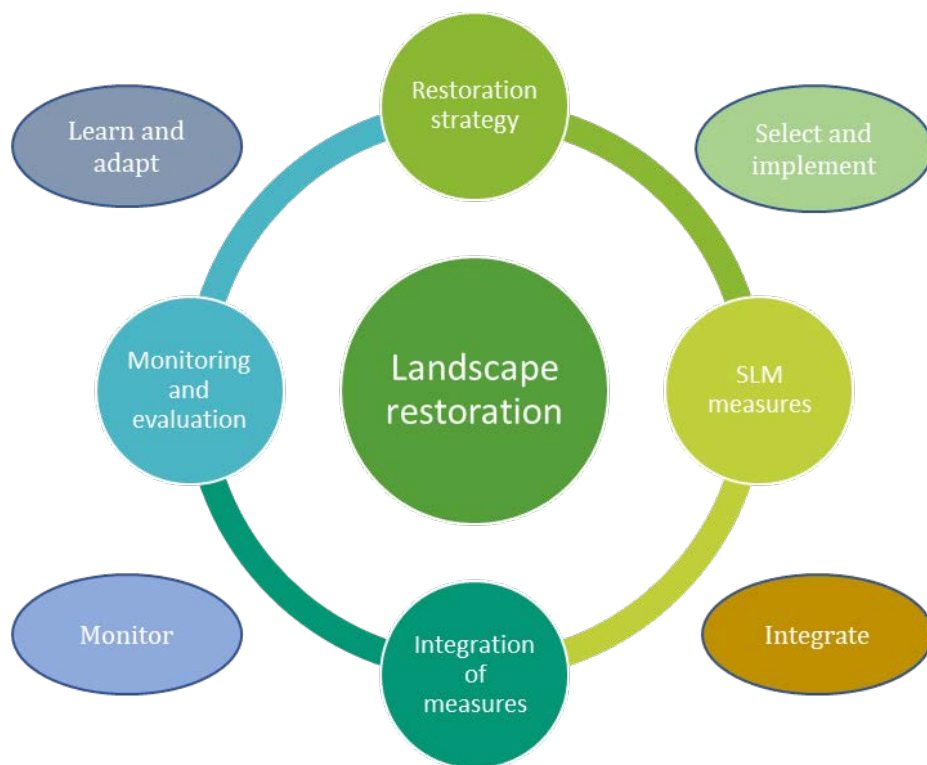 Restoration
strategy
Learn and
adapt
Select and
implement
Monitoring
and
evaluation
Landscape
restoration
SLM
measures
Monitor
Integration
of
measures
Integrate